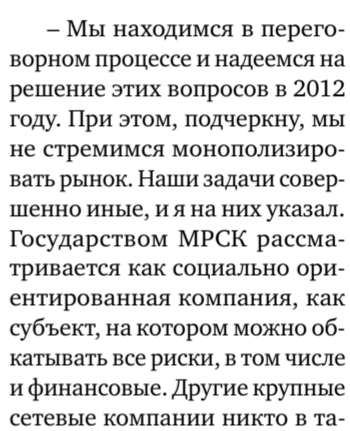 – Мы находимся в перего-
ворном процессе и надеемся на
решение этих вопросов в 2012
году. При этом, подчеркну, мы
не стремимся монополизиро-
вать рынок. Наши задачи совер-
шенно иные, и я на них указал.
Государством МРСК рассма-
тривается как социально ори-
ентированная компания, как
субъект, на котором можно об-
катывать все риски, в том числе
и финансовые. Другие крупные
сетевые компании никто в та-